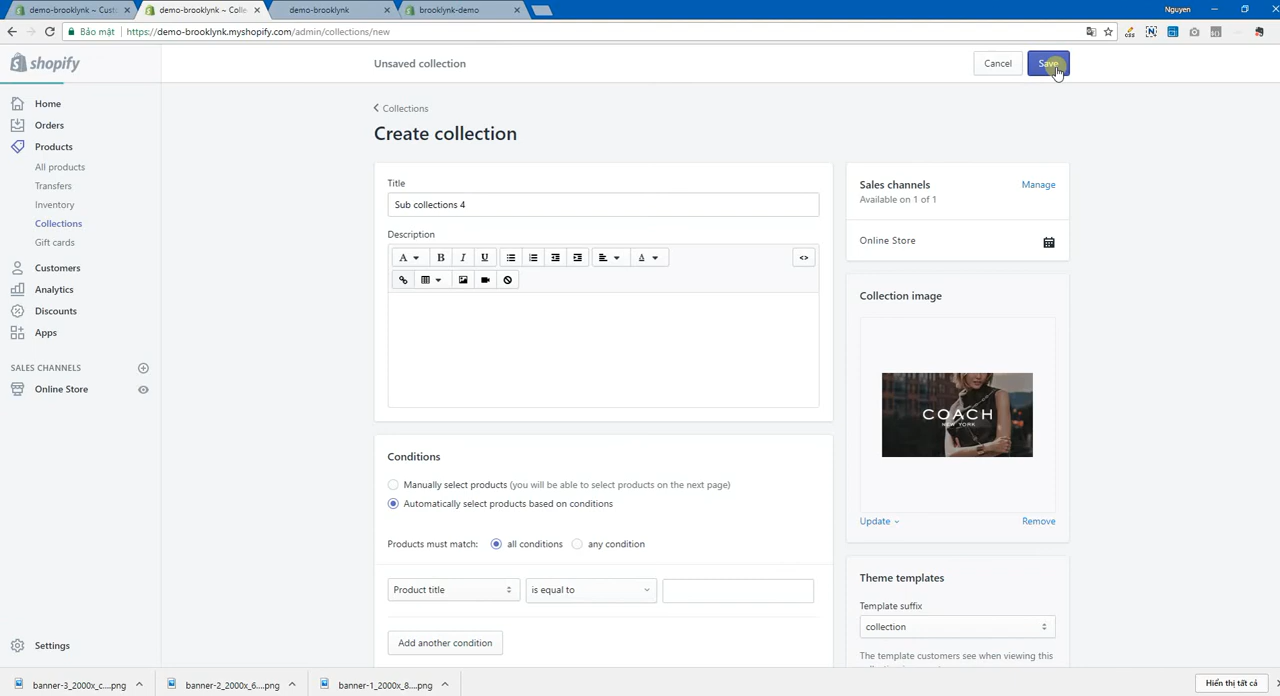 demo-brooklynk ~ Cust
demo-brooklynk ~ Colle
demo-brooklynk
brooklynk-demo
Nguyen
Bảo mật
https://demo-brooklynk.myshopify.com/admin/collections/new
shopify
Unsaved collection
Cancel
Save
Home
Orders
Products
All products
Transfers
Inventory
Collections
Gift cards
Customers
Analytics
Discounts
Apps
SALES CHANNELS
Online Store
Settings
Collections
Create collection
Title
Sub collections 4
Description
A
B
I
U
A
<>
Conditions
Manually select products (you will be able to select products on the next page)
Automatically select products based on conditions
Products must match:
all conditions
any condition
Product title
is equal to
Add another condition
Sales channels
Manage
Available on 1 of 1
Online Store
Collection image
COACH
NEW YORK
Update
Remove
Theme templates
Template suffix
collection
The template customers see when viewing this
banner-3_2000x_c....png
banner-2_2000x_6....png
banner-1_2000x_8....png
Hiển thị tất cả